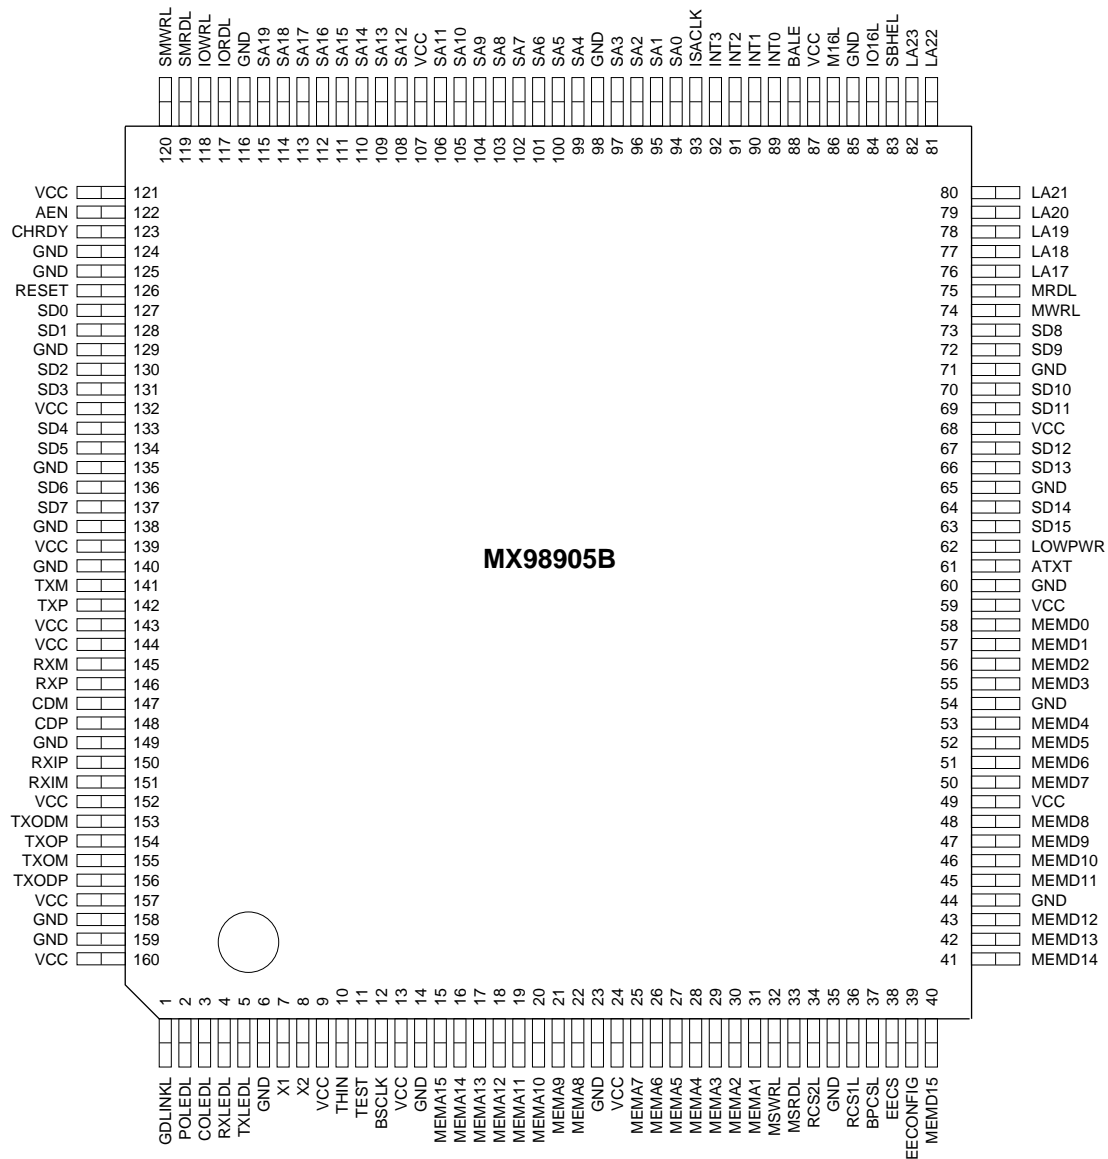 SMWRL SMRDL IOWRL IORDL GND SA19 SA18 SA17 SA16 SA15 SA14 SA13 SA12 VCC SA11 SA10 SA9 SA8 SA7 SA6 SA5 SA4 GND SA3 SA2 SA1 SA0 ISACLK INT3 INT2 INT1 INT0 BALE VCC M16L GND IO16L SBHEL LA23 LA22
120 119 118 117 116 115 114 113 112 111 110 109 108 107 106 105 104 103 102 101 100 99 98 97 96 95 94 93 92 91 90 89 88 87 86 85 84 83 82 81
VCC 121 80 LA21
AEN 122 79 LA20
CHRDY 123 78 LA19
GND 124 77 LA18
GND 125 76 LA17
RESET 126 75 MRDL
SD0 127 74 MWRL
SD1 128 73 SD8
GND 129 72 SD9
SD2 130 71 GND
SD3 131 70 SD10
VCC 132 69 SD11
SD4 133 68 VCC
SD5 134 67 SD12
GND 135 66 SD13
SD6 136 65 GND
SD7 137 64 SD14
GND 138 63 SD15
VCC 139 62 LOWPWR
MX98905B
GND 140 61 ATXT
TXM 141 60 GND
TXP 142 59 VCC
VCC 143 58 MEMD0
VCC 144 57 MEMD1
RXM 145 56 MEMD2
RXP 146 55 MEMD3
CDM 147 54 GND
CDP 148 53 MEMD4
GND 149 52 MEMD5
RXIP 150 51 MEMD6
RXIM 151 50 MEMD7
VCC 152 49 VCC
TXODM 153 48 MEMD8
TXOP 154 47 MEMD9
TXOM 155 46 MEMD10
TXODP 156 45 MEMD11
VCC 157 44 GND
GND 158 43 MEMD12
GND 159 42 MEMD13
VCC 160 41 MEMD14
1 2 3 4 5 6 7 8 9 10 11 12 13 14 15 16 17 18 19 20 21 22 23 24 25 26 27 28 29 30 31 32 33 34 35 36 37 38 39 40
GDLINKL POLEDL COLEDL RXLEDL TXLEDL GND X1 X2 VCC THIN TEST BSCLK VCC GND MEMA15 MEMA14 MEMA13 MEMA12 MEMA11 MEMA10 MEMA9 MEMA8 GND VCC MEMA7 MEMA6 MEMA5 MEMA4 MEMA3 MEMA2 MEMA1 MSWRL MSRDL RCS2L GND RCS1L BPCSL EECS EECONFIG MEMD15